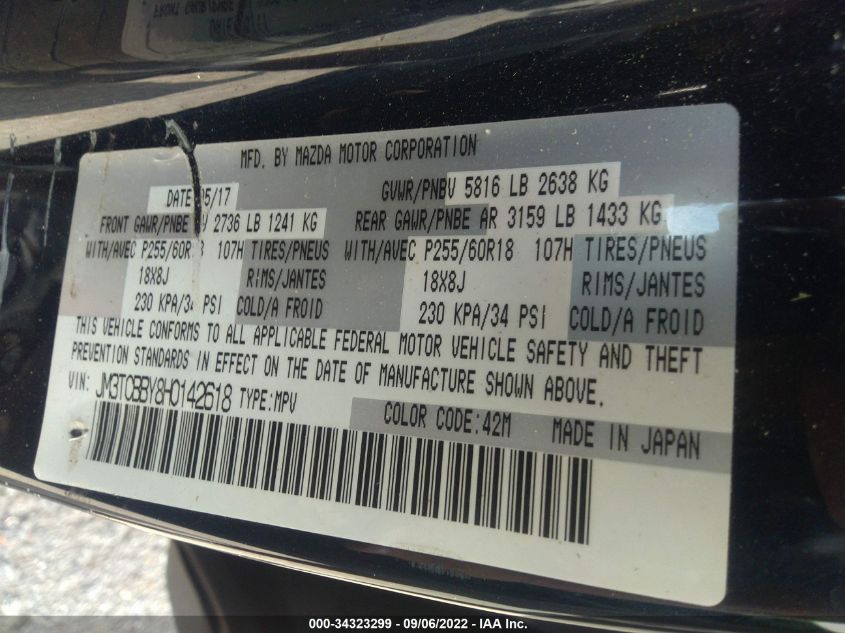 MFD. BY MAZDA MOTOR CORPORATION
DATE 5/17 GVWR/PNBV 5816 LB 2638 KG
FRONT GAWR/PNBE V 2736 LB 1241 KG REAR GAWR/PNBE AR 3159 LB 1433 KG
WITH/AVEC P255/60R18 107H TIRES/PNEUS WITH/AVEC P255/60R18 107H TIRES/PNEUS
18X8J RIMS/JANTES 18X8J RIMS/JANTES
230 KPA/34 PSI COLD/A FROID 230 KPA/34 PSI COLD/A FROID
THIS VEHICLE CONFORMS TO ALL APPLICABLE FEDERAL MOTOR VEHICLE SAFETY AND THEFT
PREVENTION STANDARDS IN EFFECT ON THE DATE OF MANUFACTURE SHOWN ABOVE.
VIN: JM3TCBBY8H0142618 TYPE:MPV
COLOR CODE:42M MADE IN JAPAN
000-34323299 - 09/06/2022 - IAA Inc.